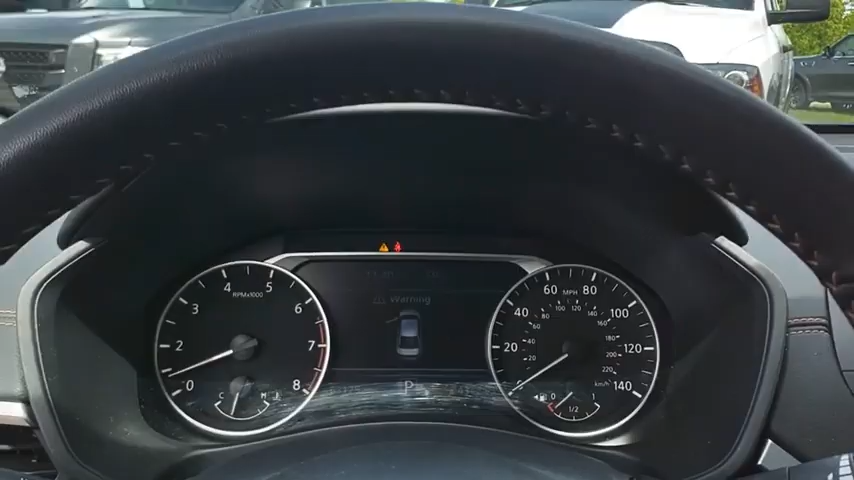 Warning
4 5
3 6
2 7
1 8
0
RPMx1000
C H
60 80
40 100
20 120
140
MPH
100 120
80 140
60 160
40 180
20 200
220
km/h
0 1/2 1
P